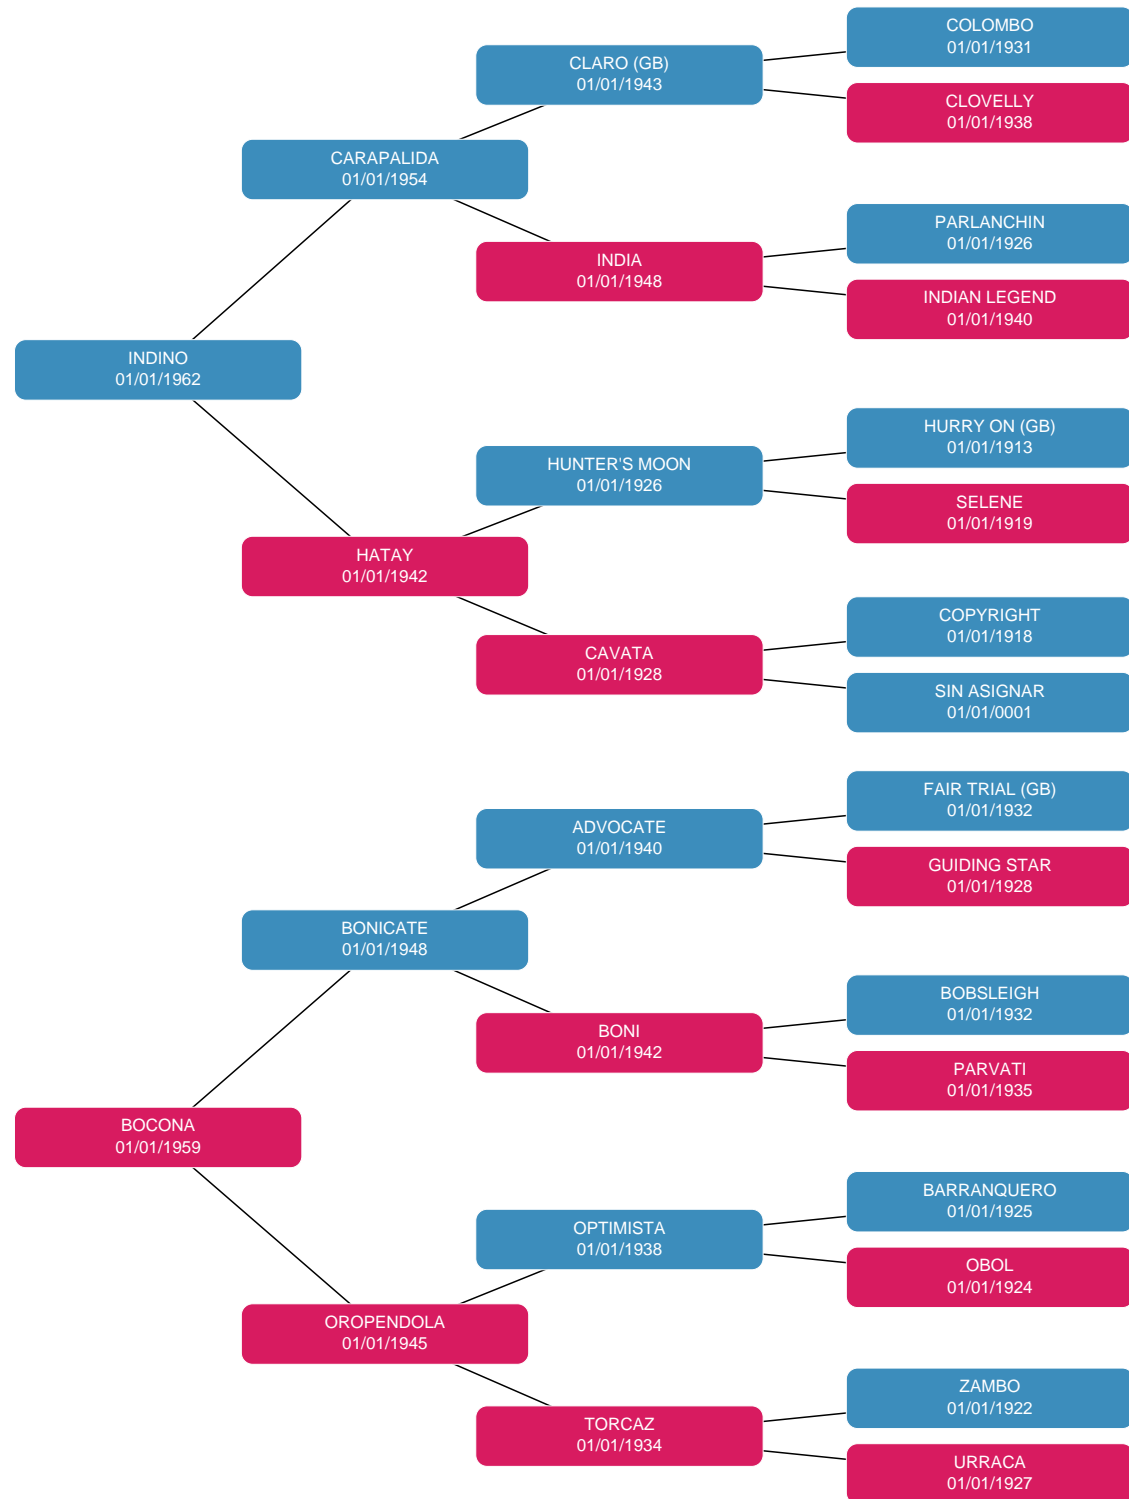 COLOMBO
01/01/1931
CLARO (GB)
01/01/1943
CLOVELLY
01/01/1938
CARAPALIDA
01/01/1954
PARLANCHIN
01/01/1926
INDIA
01/01/1948
INDIAN LEGEND
01/01/1940
INDINO
01/01/1962
HURRY ON (GB)
01/01/1913
HUNTER'S MOON
01/01/1926
SELENE
01/01/1919
HATAY
01/01/1942
COPYRIGHT
01/01/1918
CAVATA
01/01/1928
SIN ASIGNAR
01/01/0001
FAIR TRIAL (GB)
01/01/1932
ADVOCATE
01/01/1940
GUIDING STAR
01/01/1928
BONICATE
01/01/1948
BOBSLEIGH
01/01/1932
BONI
01/01/1942
PARVATI
01/01/1935
BOCONA
01/01/1959
BARRANQUERO
01/01/1925
OPTIMISTA
01/01/1938
OBOL
01/01/1924
OROPENDOLA
01/01/1945
ZAMBO
01/01/1922
TORCAZ
01/01/1934
URRACA
01/01/1927